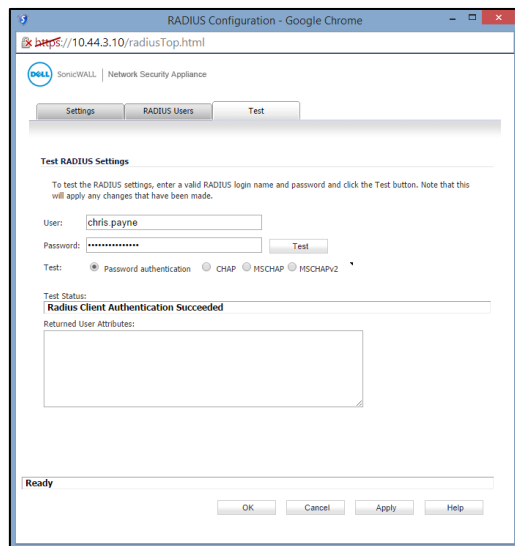 RADIUS Configuration - Google Chrome
https://10.44.3.10/radiusTop.html
DELL SonicWALL | Network Security Appliance
Settings RADIUS Users Test
Test RADIUS Settings
To test the RADIUS settings, enter a valid RADIUS login name and password and click the Test button. Note that this
will apply any changes that have been made.
User: chris.payne
Password: ••••••••••••••• Test
Test: Password authentication CHAP MSCHAP MSCHAPv2
Test Status:
Radius Client Authentication Succeeded
Returned User Attributes:
Ready
OK Cancel Apply Help